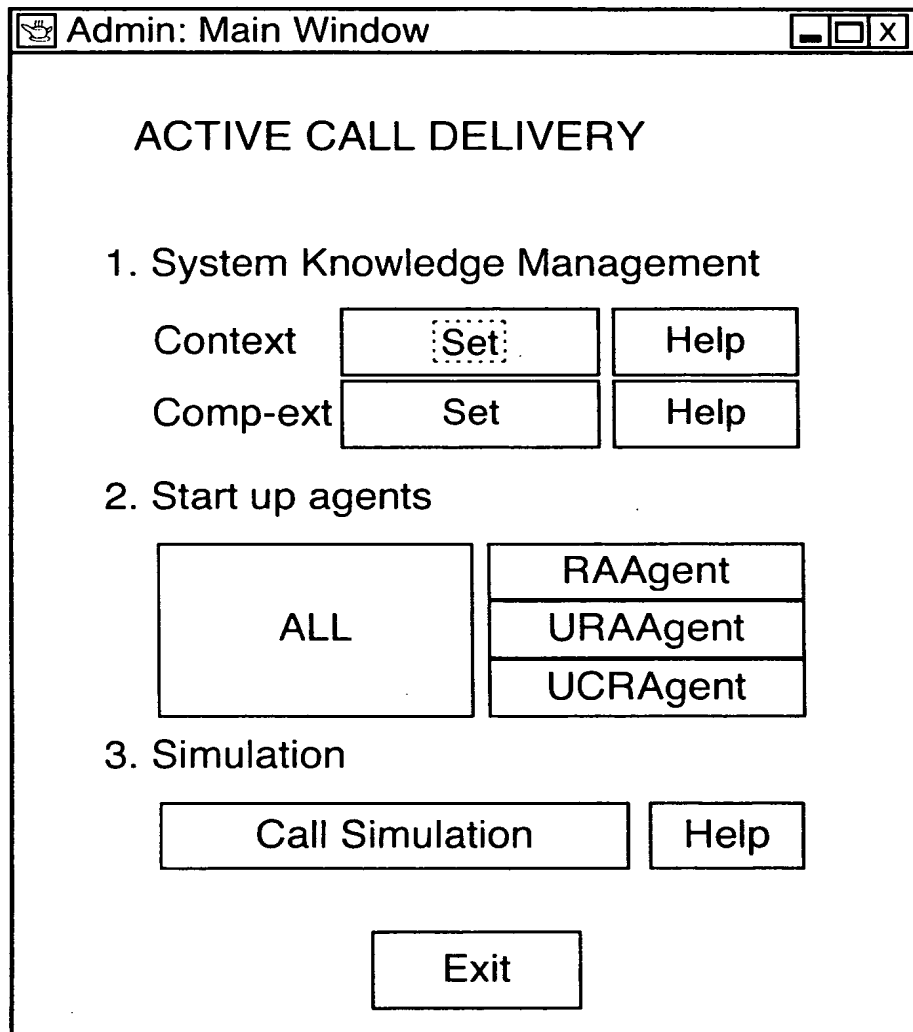 Admin: Main Window X
ACTIVE CALL DELIVERY
1. System Knowledge Management
Context Set Help
Comp-ext Set Help
2. Start up agents
ALL
RAAgent
URAAgent
UCRAgent
3. Simulation
Call Simulation Help
Exit